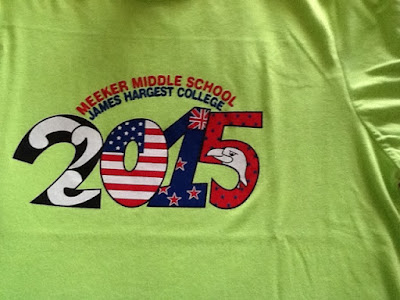 MEEKER MIDDLE SCHOOL
JAMES HARGEST COLLEGE
2015